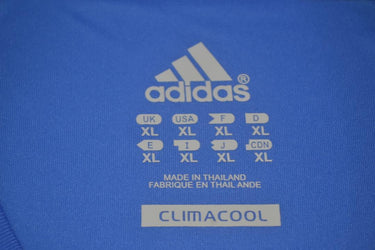 adidas®
UK USA F D
XL XL XL XL
E I J CDN
XL XL XL XL
MADE IN THAILAND
FABRIQUE EN THAILANDE
CLIMACOOL